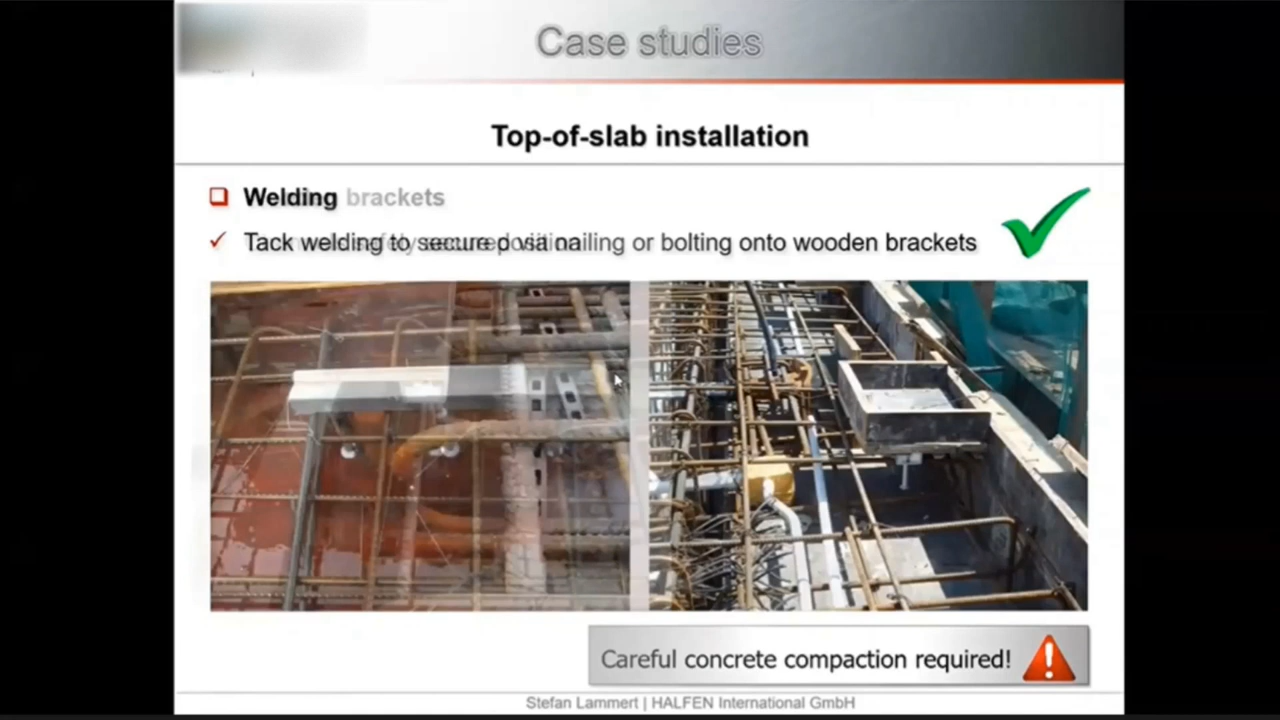 Case studies
Top-of-slab installation
Welding brackets
Tack welding to secure nailing or bolting onto wooden brackets
Careful concrete compaction required!
Stefan Lammert | HALFEN International GmbH